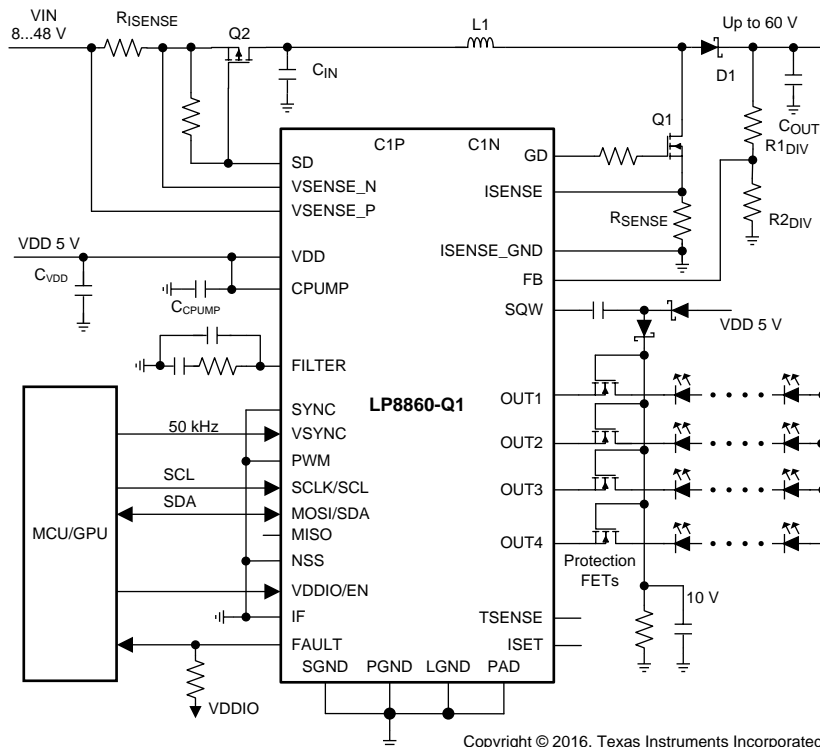 VIN
8...48 V
RISENSE
Q2
L1
Up to 60 V
CIN
D1
COUT
Q1
R1DIV
C1P
C1N
SD
GD
VSENSE_N
ISENSE
VSENSE_P
RSENSE
R2DIV
VDD 5 V
VDD
ISENSE_GND
CVDD
CPUMP
FB
CCPUMP
SQW
VDD 5 V
FILTER
LP8860-Q1
OUT1
SYNC
50 kHz
VSYNC
OUT2
PWM
SCL
SCLK/SCL
OUT3
SDA
MOSI/SDA
MCU/GPU
MISO
OUT4
NSS
Protection
FETs
VDDIO/EN
10 V
IF
TSENSE
FAULT
ISET
SGND
PGND
LGND
PAD
VDDIO
Copyright © 2016, Texas Instruments Incorporated